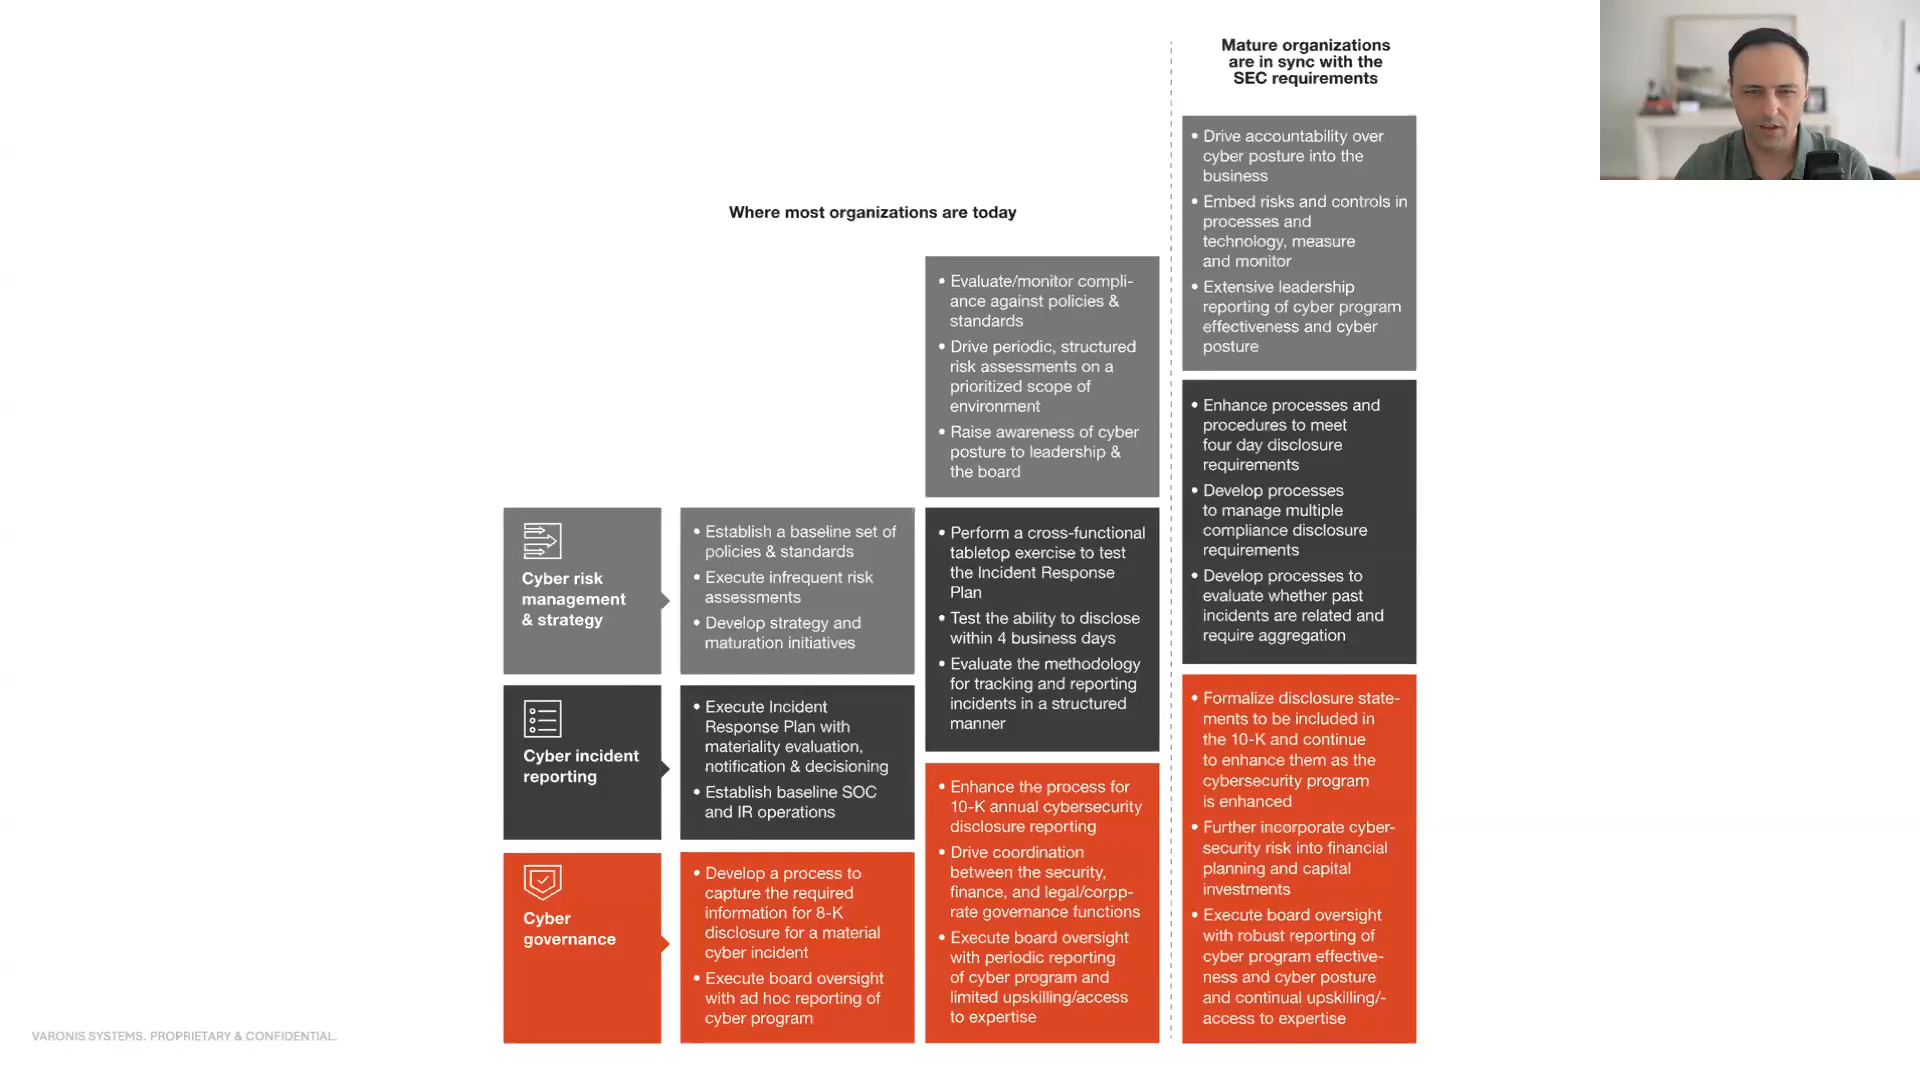 Mature organizations
are in sync with the
SEC requirements
• Drive accountability over
cyber posture into the
business
• Embed risks and controls in
processes and
technology, measure
and monitor
• Extensive leadership
reporting of cyber program
effectiveness and cyber
posture
Where most organizations are today
• Evaluate/monitor compli-
ance against policies &
standards
• Drive periodic, structured
risk assessments on a
prioritized scope of
environment
• Raise awareness of cyber
posture to leadership &
the board
• Enhance processes and
procedures to meet
four day disclosure
requirements
• Develop processes
to manage multiple
compliance disclosure
requirements
• Develop processes to
evaluate whether past
incidents are related and
require aggregation
Cyber risk
management
& strategy
• Establish a baseline set of
policies & standards
• Execute infrequent risk
assessments
• Develop strategy and
maturation initiatives
• Perform a cross-functional
tabletop exercise to test
the Incident Response
Plan
• Test the ability to disclose
within 4 business days
• Evaluate the methodology
for tracking and reporting
incidents in a structured
manner
Cyber incident
reporting
• Execute Incident
Response Plan with
materiality evaluation,
notification & decisioning
• Establish baseline SOC
and IR operations
• Formalize disclosure state-
ments to be included in
the 10-K and continue
to enhance them as the
cybersecurity program
is enhanced
• Further incorporate cyber-
security risk into financial
planning and capital
investments
• Execute board oversight
with robust reporting of
cyber program effective-
ness and cyber posture
and continual upskilling/-
access to expertise
• Enhance the process for
10-K annual cybersecurity
disclosure reporting
• Drive coordination
between the security,
finance, and legal/corpp-
rate governance functions
• Execute board oversight
with periodic reporting
of cyber program and
limited upskilling/access
to expertise
Cyber
governance
• Develop a process to
capture the required
information for 8-K
disclosure for a material
cyber incident
• Execute board oversight
with ad hoc reporting of
cyber program
VARONIS SYSTEMS. PROPRIETARY & CONFIDENTIAL.